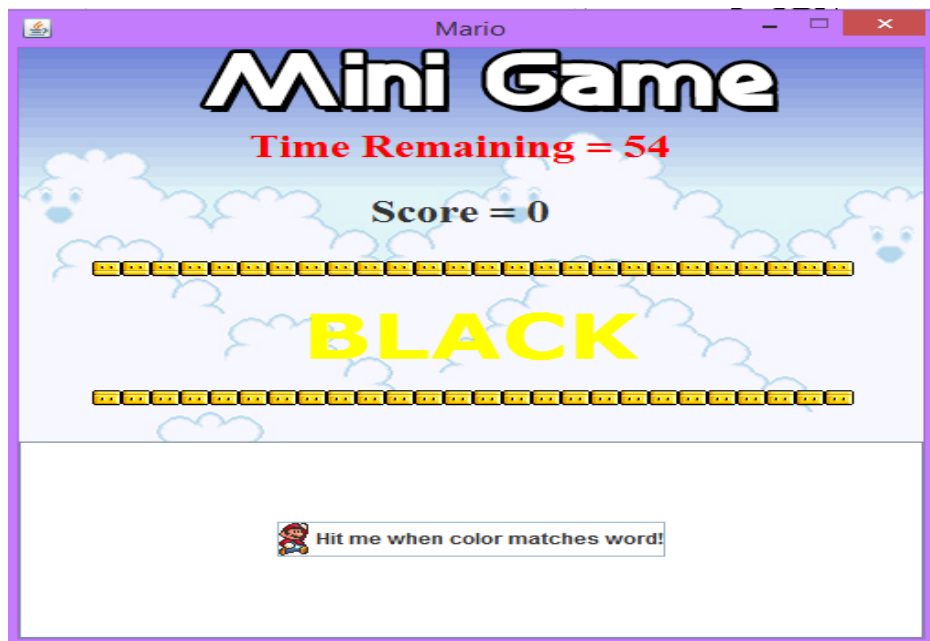 Mario
Mini Game
Time Remaining = 54
Score = 0
BLACK
Hit me when color matches word!